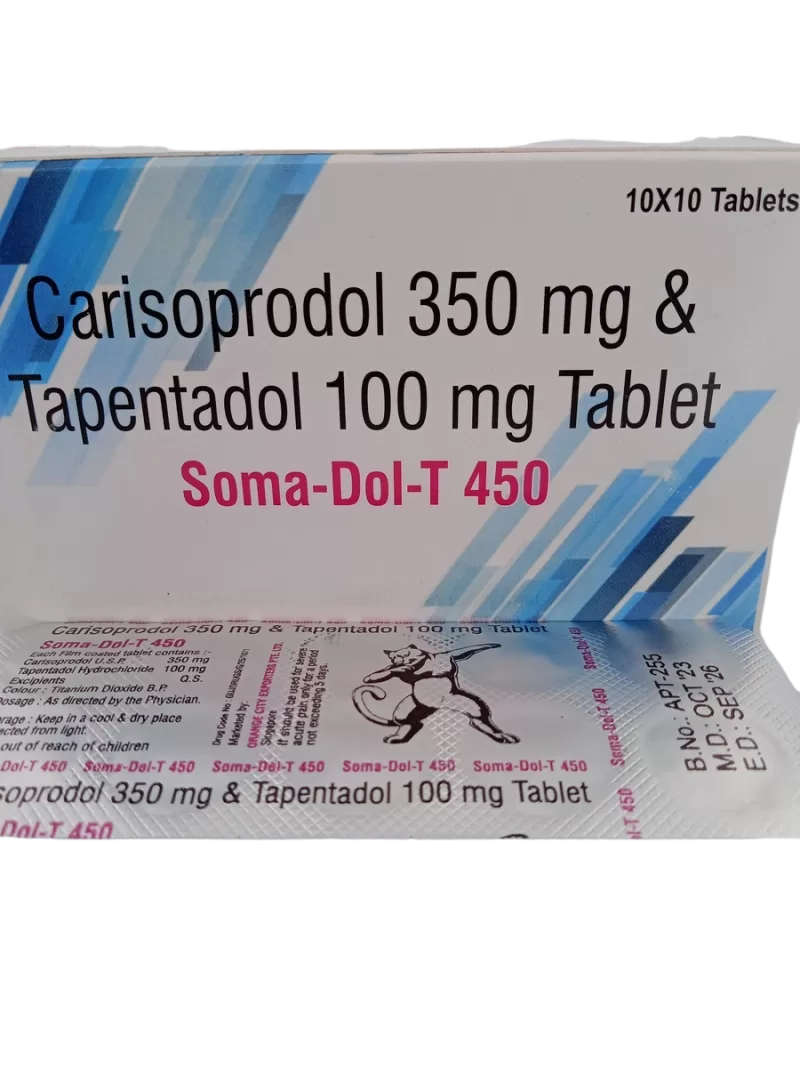 10X10 Tablets
Carisoprodol 350 mg &
Tapentadol 100 mg Tablet
Soma-Dol-T 450
Carisoprodol 350 mg & Tapentadol 100 mg Tablet
Soma-Dol-T 450
Each Film coated tablet contains :-
Carisoprodol U.S.P. 350 mg
Tapentadol Hydrochloride 100 mg
Excipients Q.S.
Colour : Titanium Dioxide B.P.
osage : As directed by the Physician.
rage : Keep in a cool & dry place
ected from light.
out of reach of children
Marketed by:
ORANGE CITY EXPORTERS PTE. LTD.
Singapore
It should be used for severe
acute pain only for a period
not exceeding 5 days.
Soma-Dol-T 450
Soma-Dol-T 450
B.No.: APT-255
M.D.: OCT '23
E.D.: SEP '26
Dol-T 450 Soma-Dol-T 450 Soma-Dol-T 450 Soma-Dol-T 450 Soma-Dol-T 450
soprodol 350 mg & Tapentadol 100 mg Tablet
Dol-T 450
-T 450